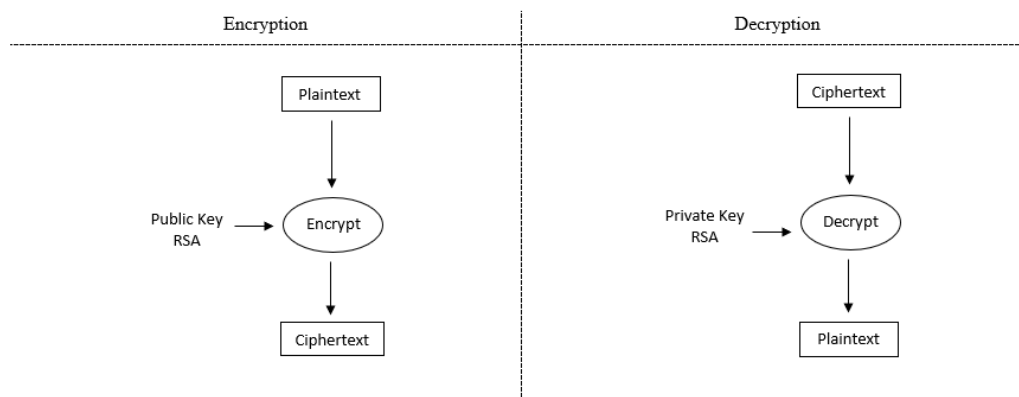 Encryption
Decryption
Plaintext
Public Key
RSA
Encrypt
Ciphertext
Ciphertext
Private Key
RSA
Decrypt
Plaintext